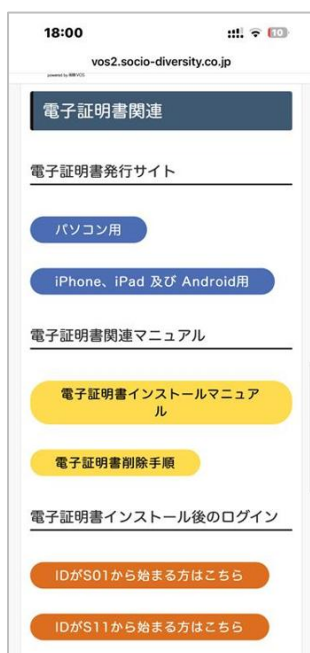 18:00
10
vos2.socio-diversity.co.jp
電子証明書関連
電子証明書発行サイト
パソコン用
iPhone、iPad 及び Android用
電子証明書関連マニュアル
電子証明書インストールマニュア
ル
電子証明書削除手順
電子証明書インストール後のログイン
IDがS01から始まる方はこちら
IDがS11から始まる方はこちら